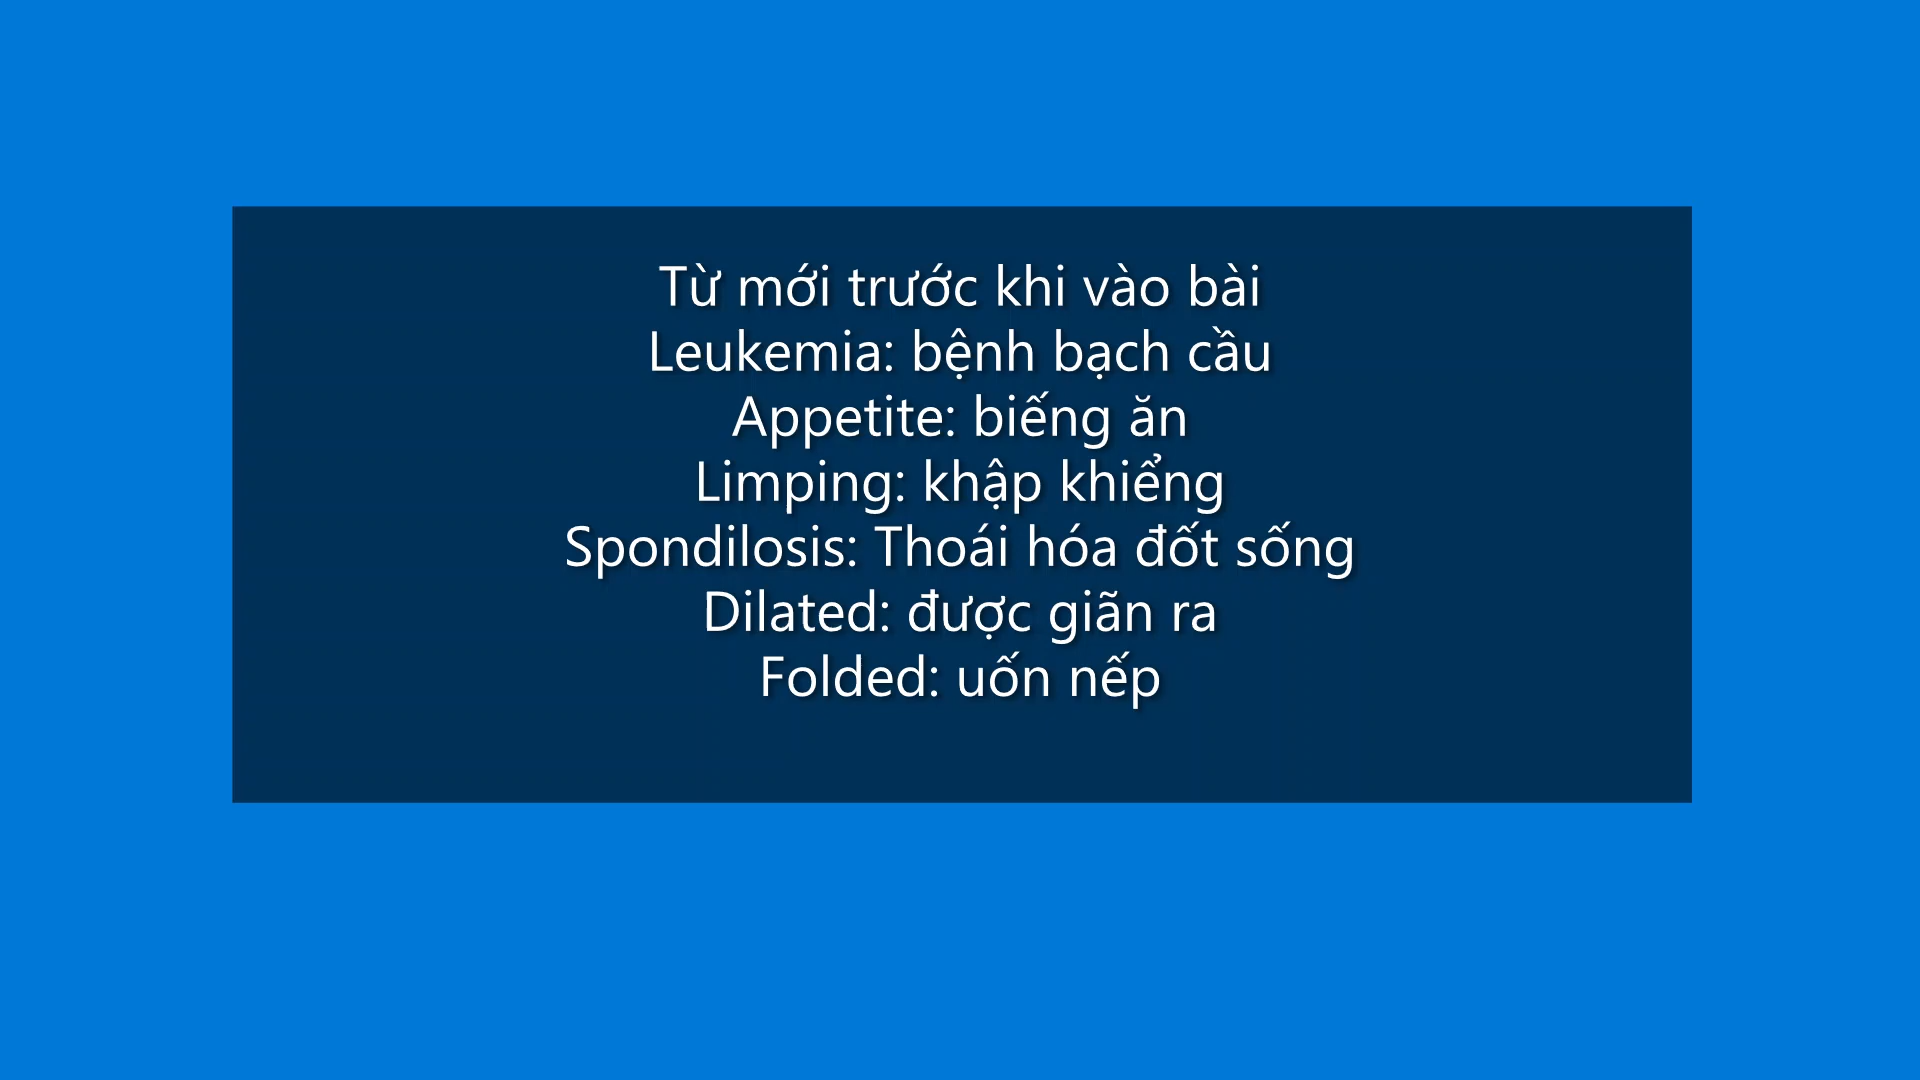 Từ mới trước khi vào bài
Leukemia: bệnh bạch cầu
Appetite: biếng ăn
Limping: khập khiểng
Spondilosis: Thoái hóa đốt sống
Dilated: được giãn ra
Folded: uốn nếp